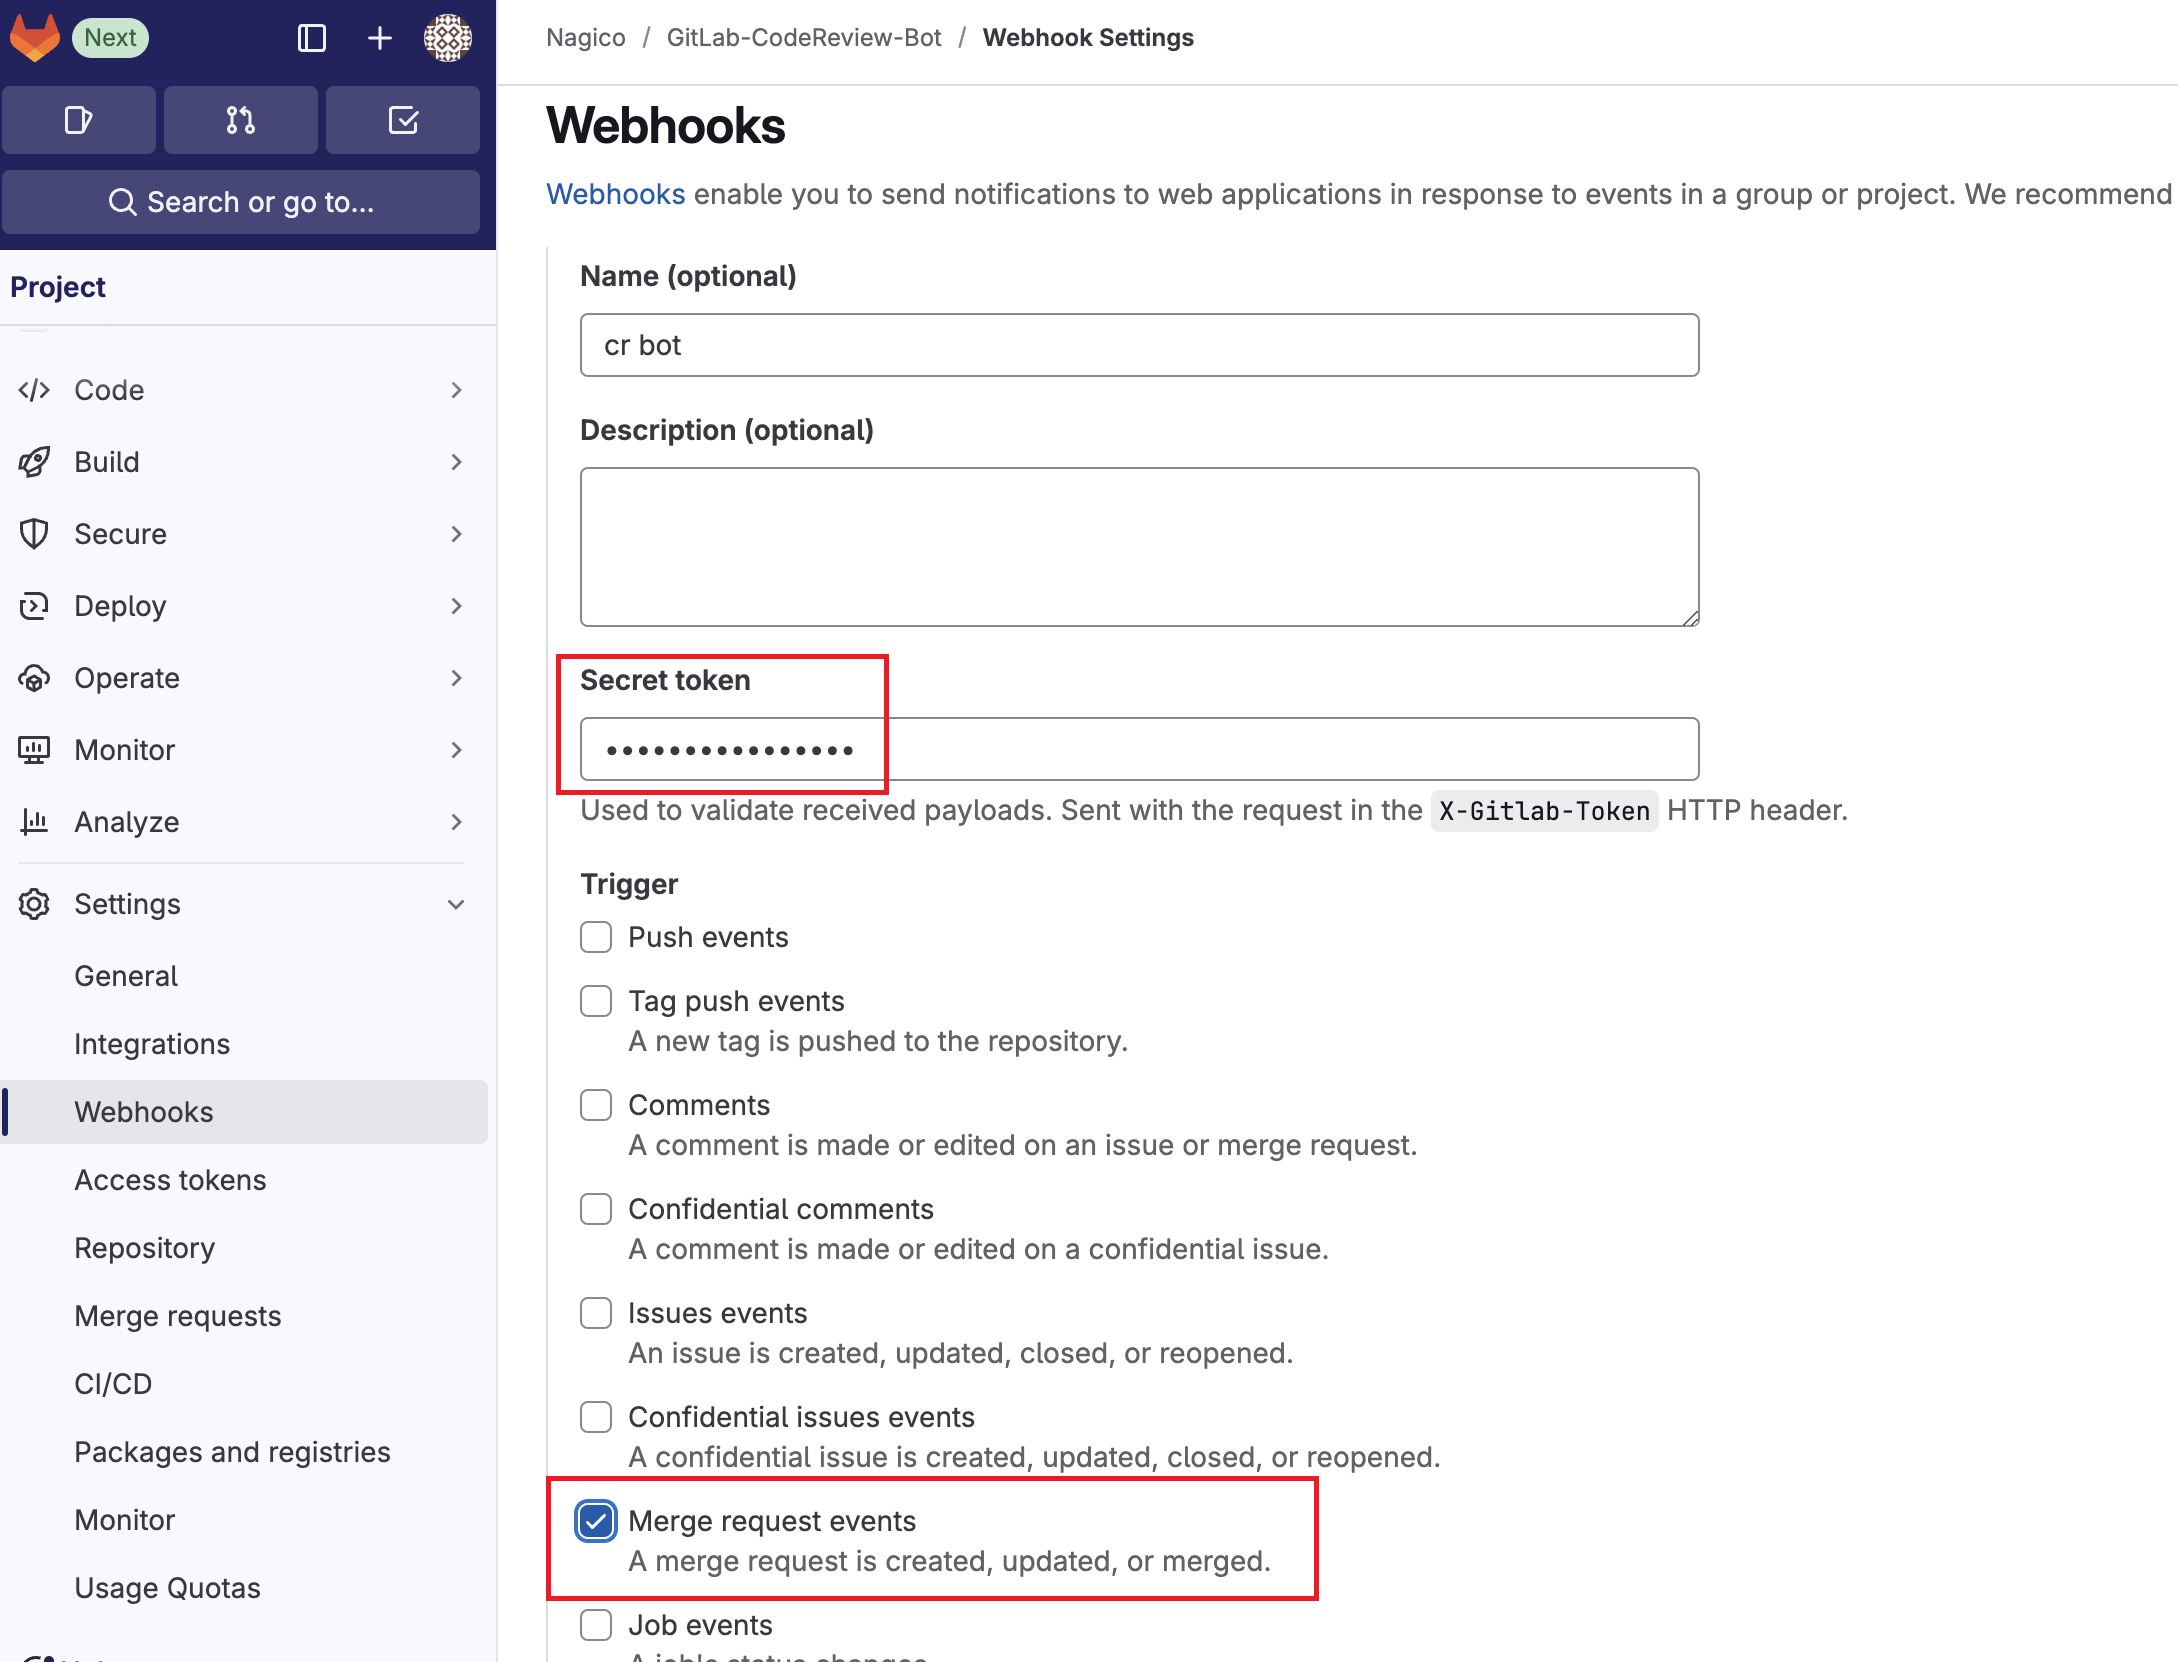 Next
Search or go to...
Project
Code
Build
Secure
Deploy
Operate
Monitor
Analyze
Settings
General
Integrations
Webhooks
Access tokens
Repository
Merge requests
CI/CD
Packages and registries
Monitor
Usage Quotas
Nagico / GitLab-CodeReview-Bot / Webhook Settings
Webhooks
Webhooks enable you to send notifications to web applications in response to events in a group or project. We recommend
Name (optional)
cr bot
Description (optional)
Secret token
••••••••••••••••
Used to validate received payloads. Sent with the request in the X-Gitlab-Token HTTP header.
Trigger
Push events
Tag push events
A new tag is pushed to the repository.
Comments
A comment is made or edited on an issue or merge request.
Confidential comments
A comment is made or edited on a confidential issue.
Issues events
An issue is created, updated, closed, or reopened.
Confidential issues events
A confidential issue is created, updated, closed, or reopened.
Merge request events
A merge request is created, updated, or merged.
Job events
A job's status changes.